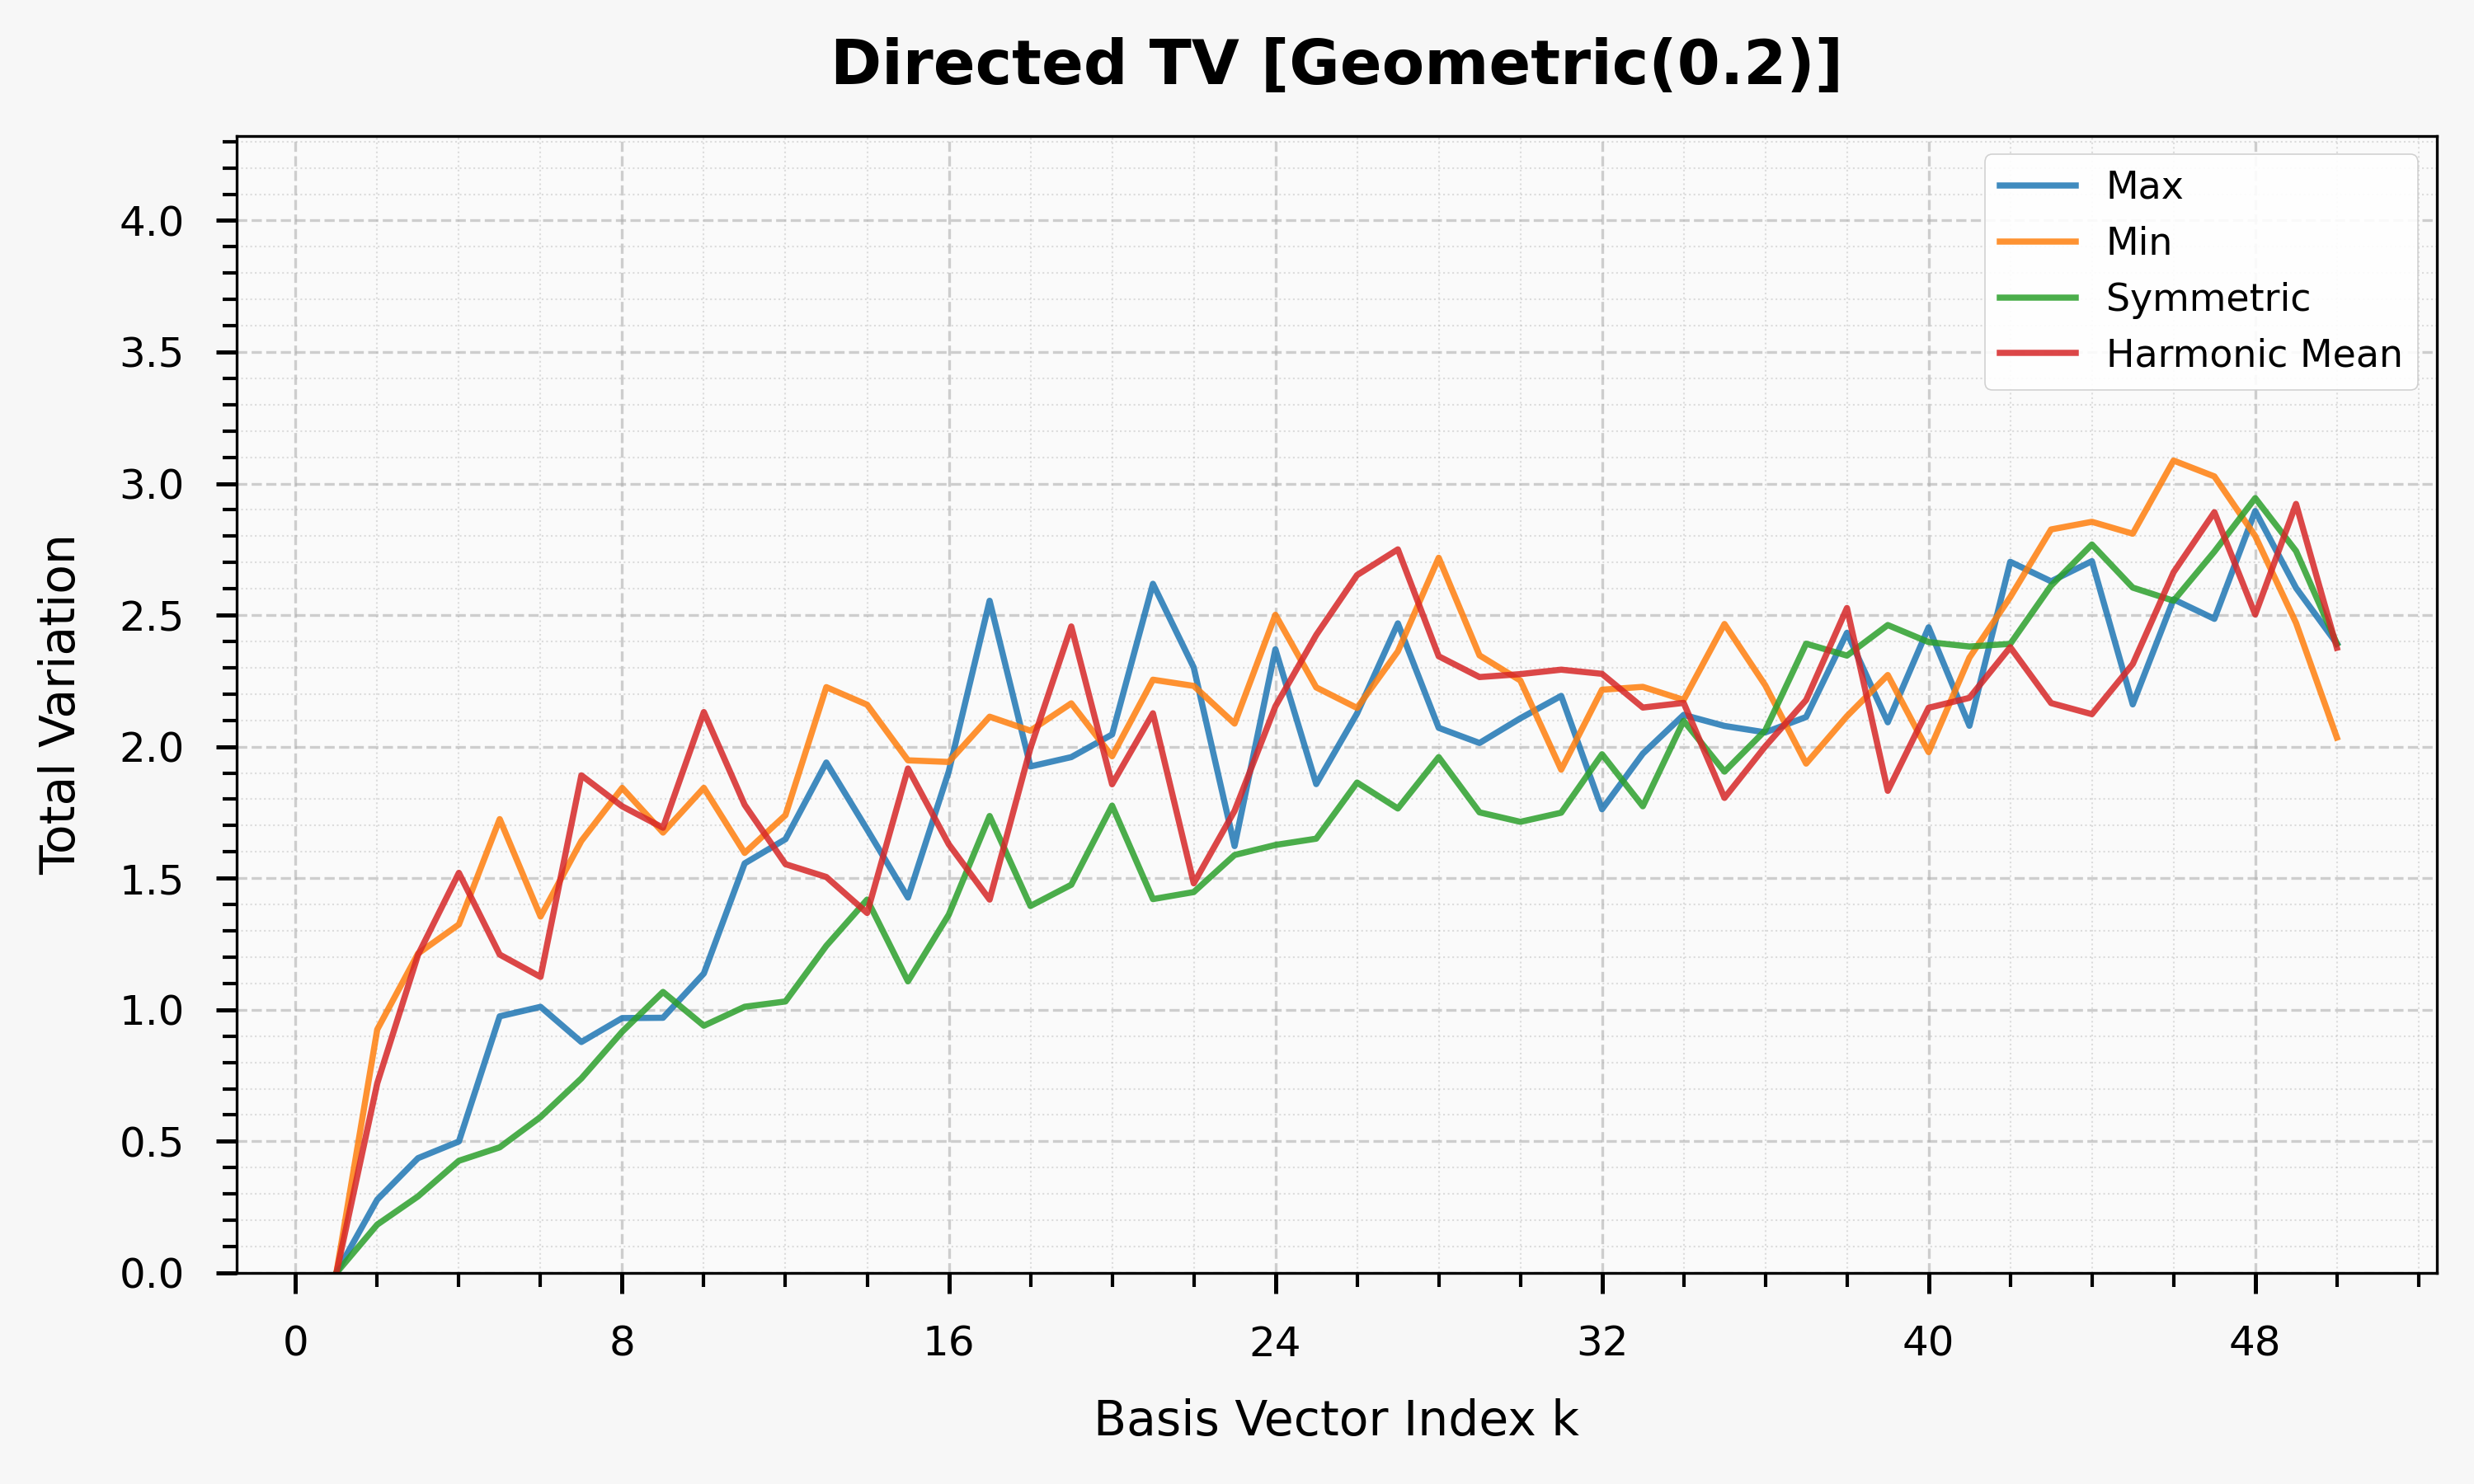 Directed TV [Geometric(0.2)]
Total Variation
4.0
3.5
3.0
2.5
2.0
1.5
1.0
0.5
0.0
Max
Min
Symmetric
Harmonic Mean
0 8 16 24 32 40 48
Basis Vector Index k